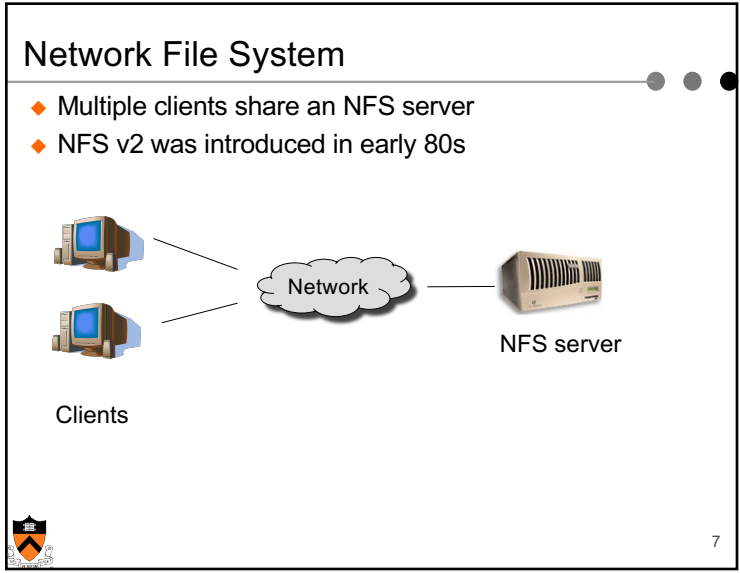 Network File System
Multiple clients share an NFS server
NFS v2 was introduced in early 80s
Network
NFS server
Clients
7